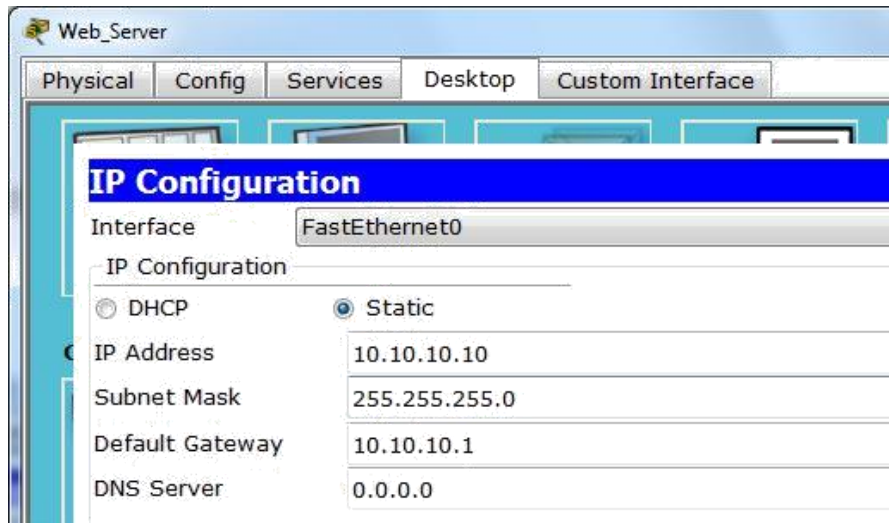 Web_Server
Physical Config Services Desktop Custom Interface
IP Configuration
Interface FastEthernet0
IP Configuration
DHCP Static
IP Address 10.10.10.10
Subnet Mask 255.255.255.0
Default Gateway 10.10.10.1
DNS Server 0.0.0.0